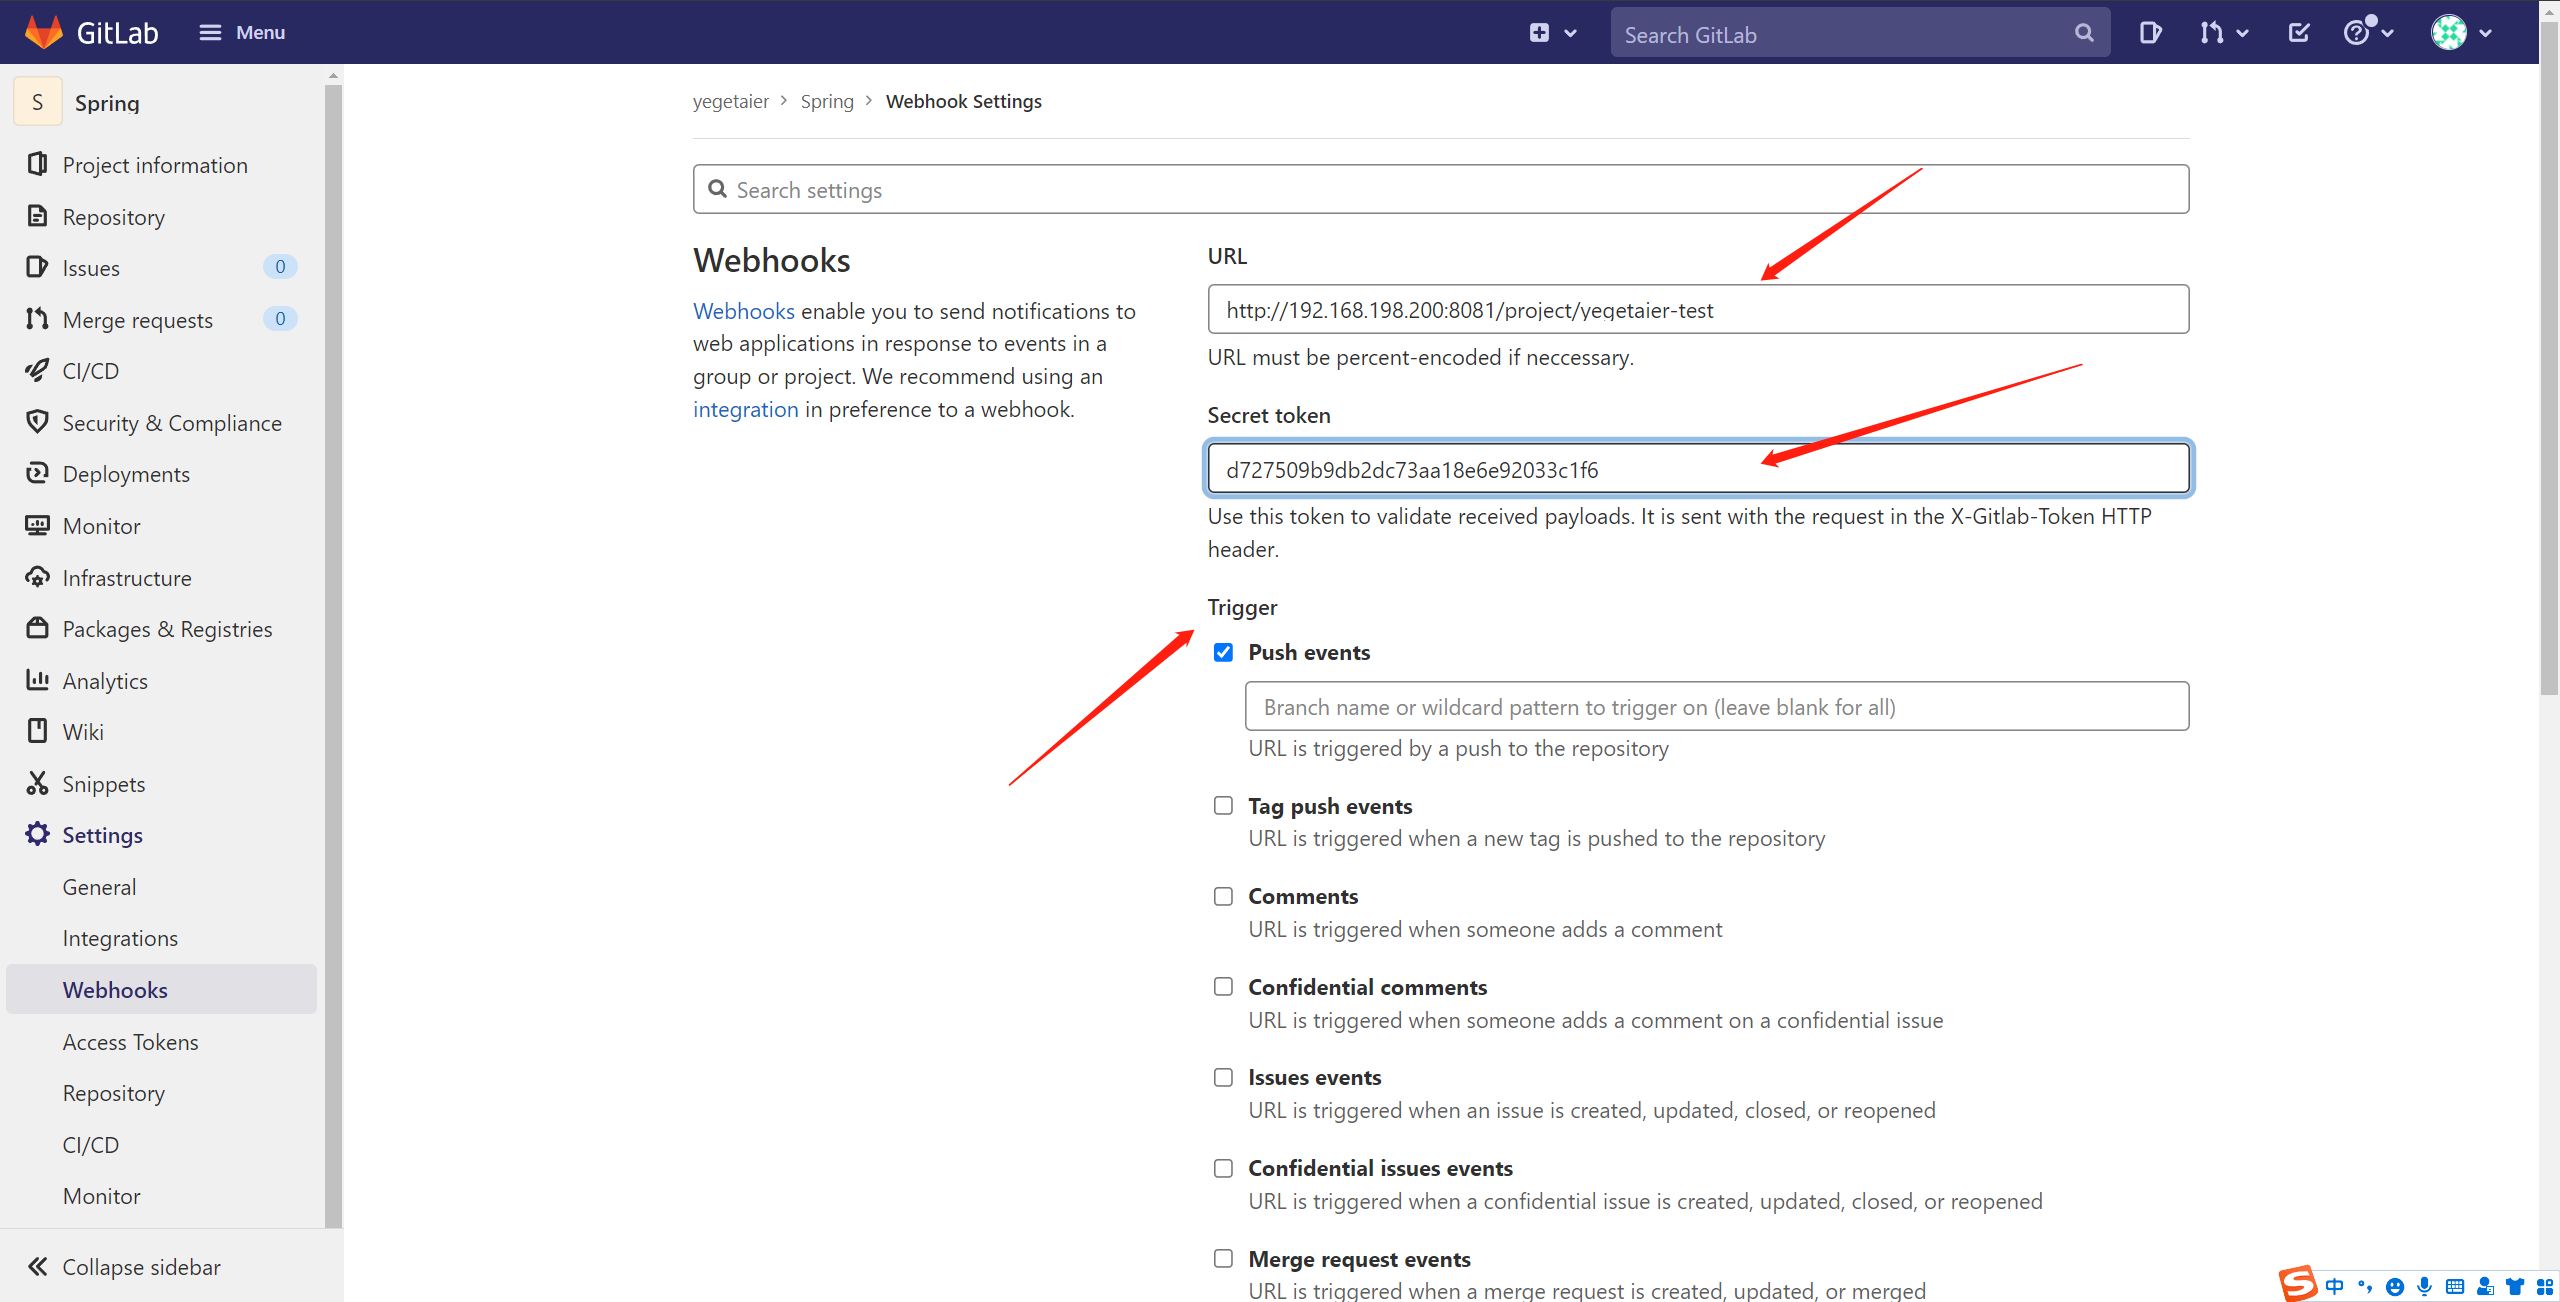 GitLab
Menu
Search GitLab
S
Spring
Project information
Repository
Issues
0
Merge requests
0
CI/CD
Security & Compliance
Deployments
Monitor
Infrastructure
Packages & Registries
Analytics
Wiki
Snippets
Settings
General
Integrations
Webhooks
Access Tokens
Repository
CI/CD
Monitor
Collapse sidebar
yegetaier > Spring > Webhook Settings
Search settings
Webhooks
Webhooks enable you to send notifications to
web applications in response to events in a
group or project. We recommend using an
integration in preference to a webhook.
URL
http://192.168.198.200:8081/project/yegetaier-test
URL must be percent-encoded if neccessary.
Secret token
d727509b9db2dc73aa18e6e92033c1f6
Use this token to validate received payloads. It is sent with the request in the X-Gitlab-Token HTTP
header.
Trigger
Push events
Branch name or wildcard pattern to trigger on (leave blank for all)
URL is triggered by a push to the repository
Tag push events
URL is triggered when a new tag is pushed to the repository
Comments
URL is triggered when someone adds a comment
Confidential comments
URL is triggered when someone adds a comment on a confidential issue
Issues events
URL is triggered when an issue is created, updated, closed, or reopened
Confidential issues events
URL is triggered when a confidential issue is created, updated, closed, or reopened
Merge request events
URL is triggered when a merge request is created, updated, or merged
中